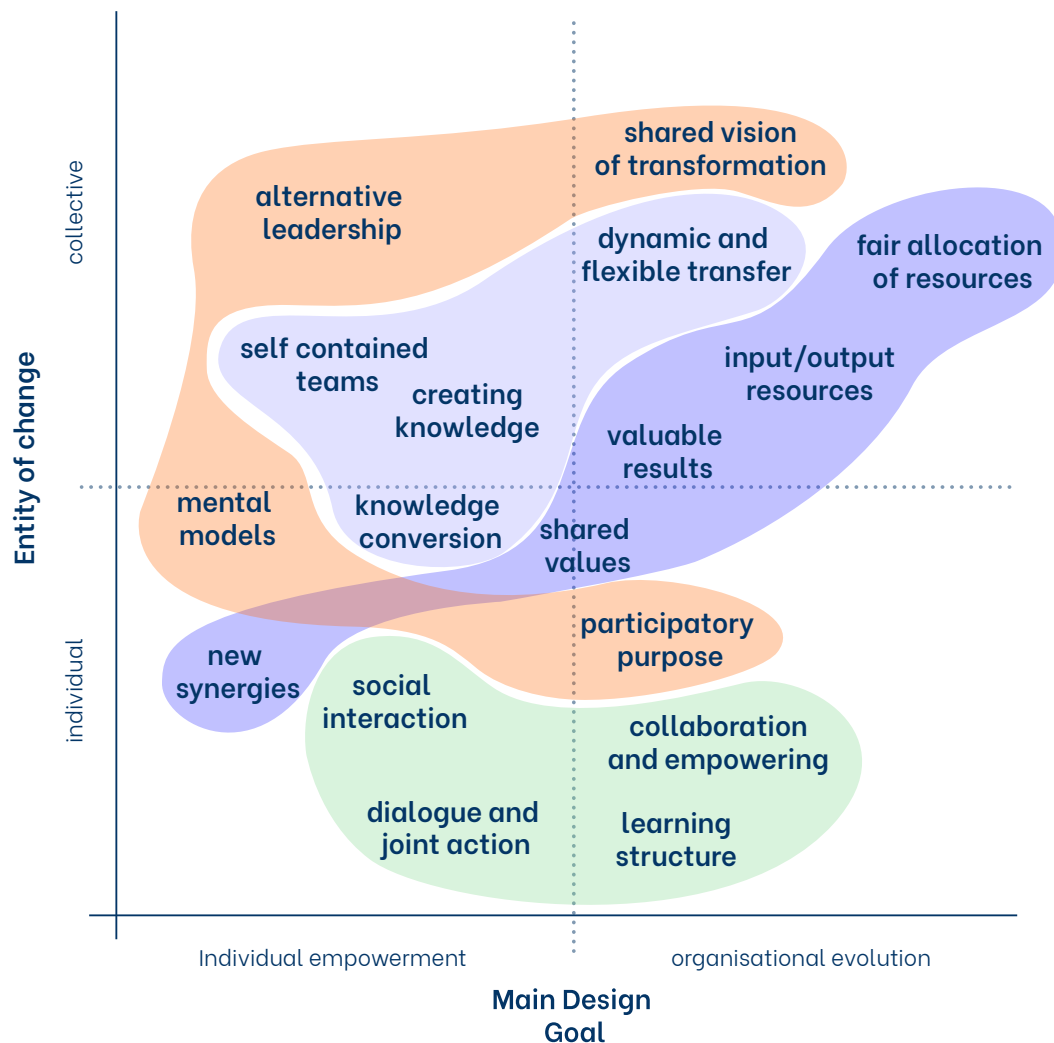 shared vision
of transformation
alternative
leadership
collective
dynamic and
flexible transfer
fair allocation
of resources
self contained
teams
input/output
resources
creating
knowledge
valuable
results
Entity of change
mental
models
knowledge
conversion
shared
values
participatory
purpose
new
synergies
individual
social
interaction
collaboration
and empowering
dialogue and
joint action
learning
structure
Individual empowerment
organisational evolution
Main Design
Goal